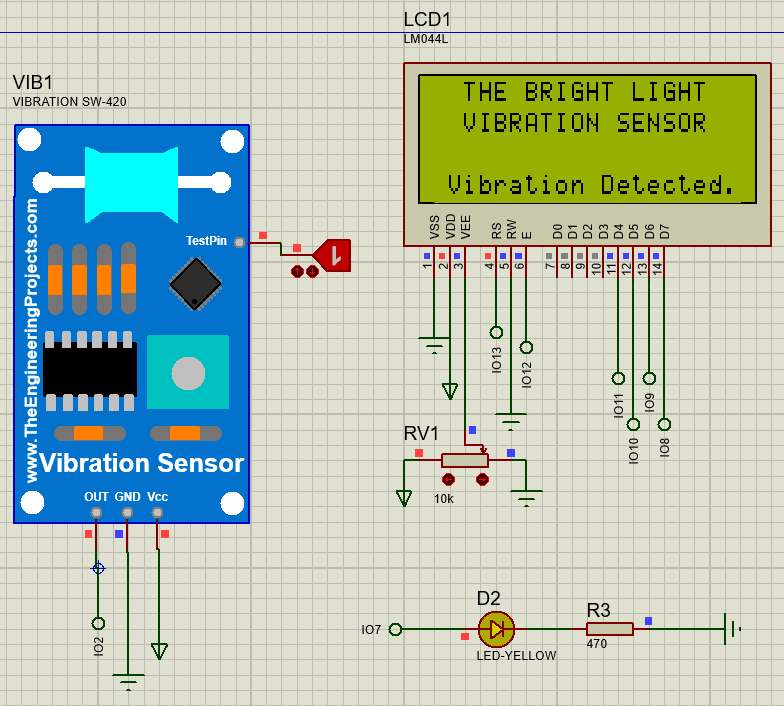 LCD1
LM044L
THE BRIGHT LIGHT
VIBRATION SENSOR
Vibration Detected.
VSS VDD VEE RS RW E D0 D1 D2 D3 D4 D5 D6 D7
1 2 3 4 5 6 7 8 9 10 11 12 13 14
VIB1
VIBRATION SW-420
TestPin
1
www.TheEngineeringProjects.com
Vibration Sensor
OUT GND Vcc
IO2
IO13
IO12
IO11
IO10
IO9
IO8
RV1
10k
IO7
D2
LED-YELLOW
R3
470